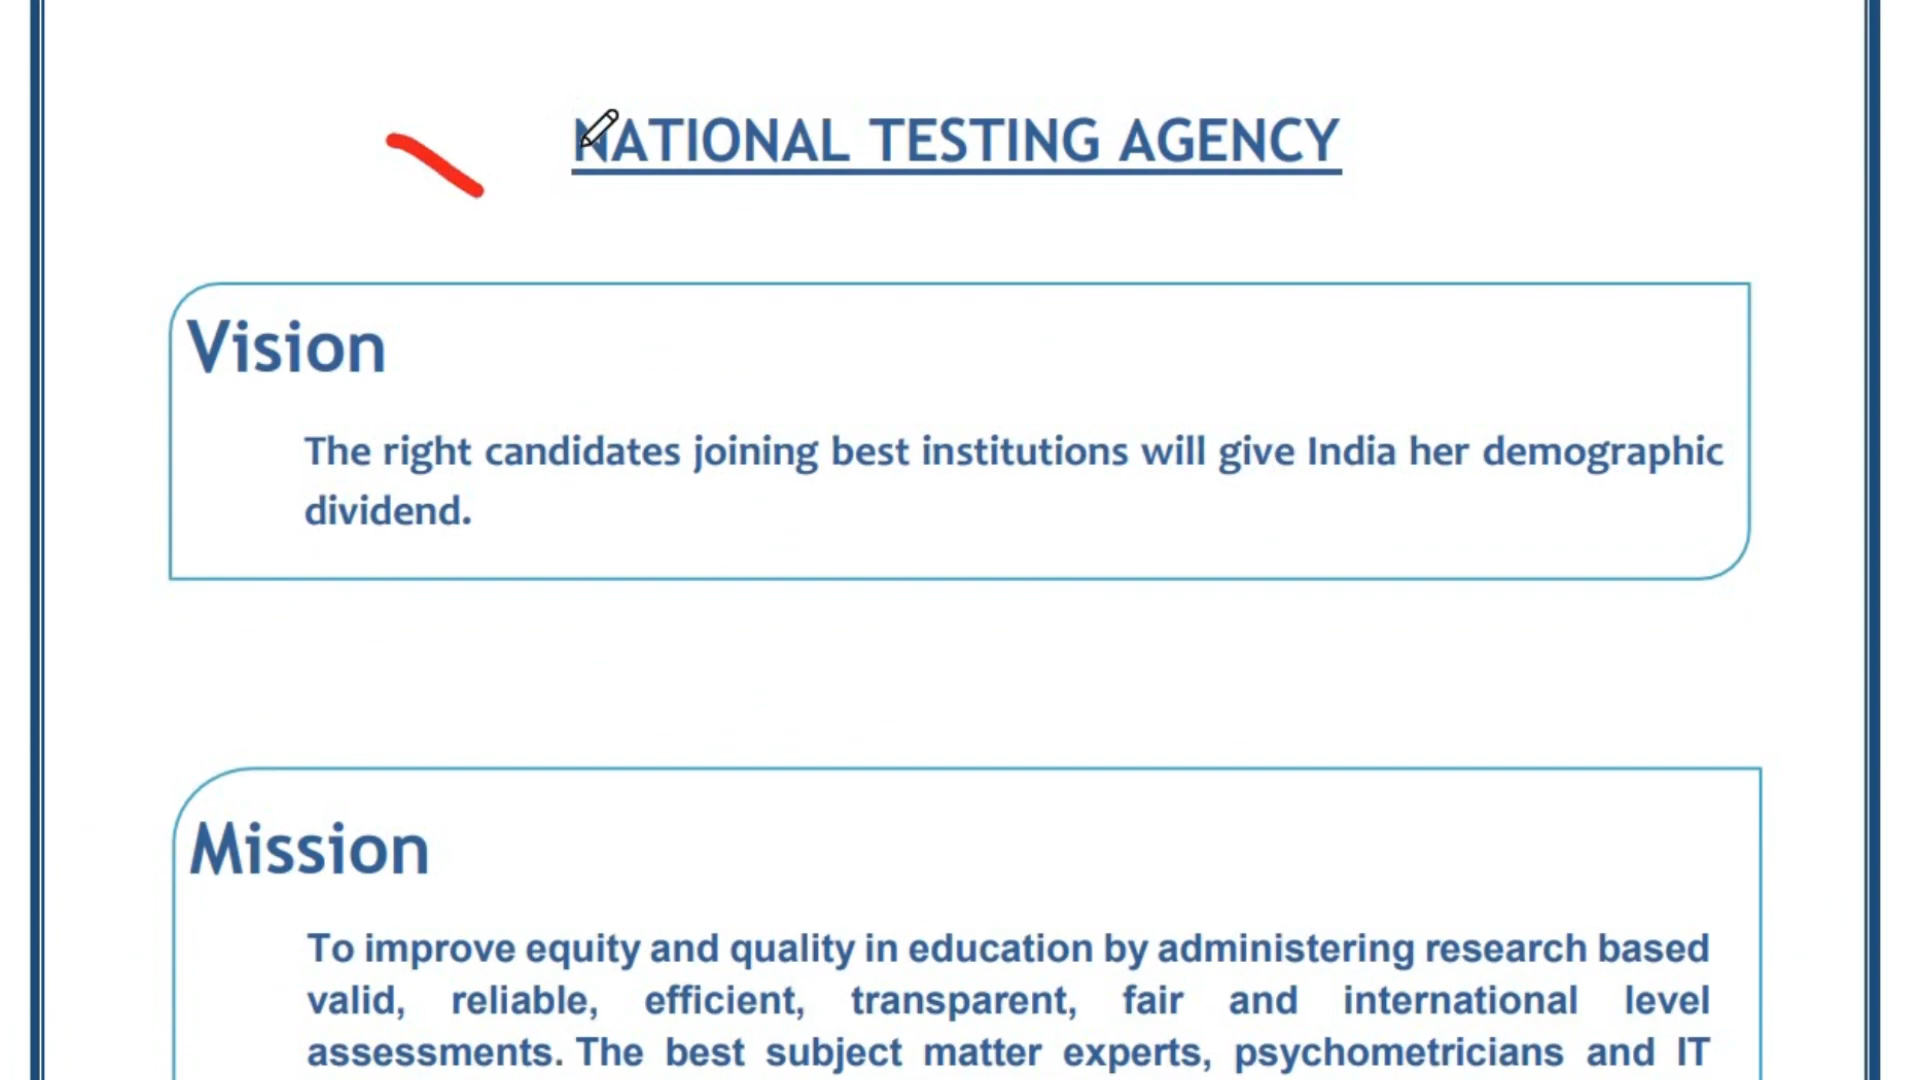 NATIONAL TESTING AGENCY
Vision
The right candidates joining best institutions will give India her demographic
dividend.
Mission
To improve equity and quality in education by administering research based
valid, reliable, efficient, transparent, fair and international level
assessments. The best subject matter experts, psychometricians and IT